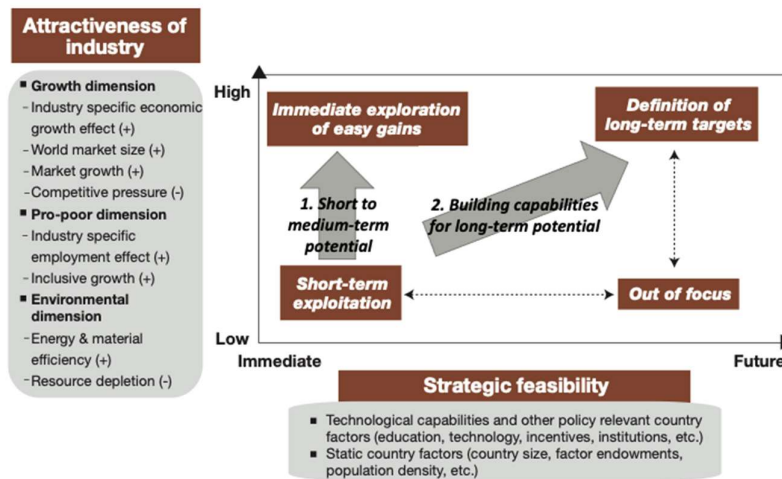 Attractiveness of
industry
▪ Growth dimension
– Industry specific economic
growth effect (+)
– World market size (+)
– Market growth (+)
– Competitive pressure (-)
▪ Pro-poor dimension
– Industry specific
employment effect (+)
– Inclusive growth (+)
▪ Environmental
dimension
– Energy & material
efficiency (+)
– Resource depletion (-)
High
Immediate exploration
of easy gains
Definition of
long-term targets
1. Short to
medium-term
potential
2. Building capabilities
for long-term potential
Short-term
exploitation
Out of focus
Low
Immediate
Future
Strategic feasibility
▪ Technological capabilities and other policy relevant country
factors (education, technology, incentives, institutions, etc.)
▪ Static country factors (country size, factor endowments,
population density, etc.)